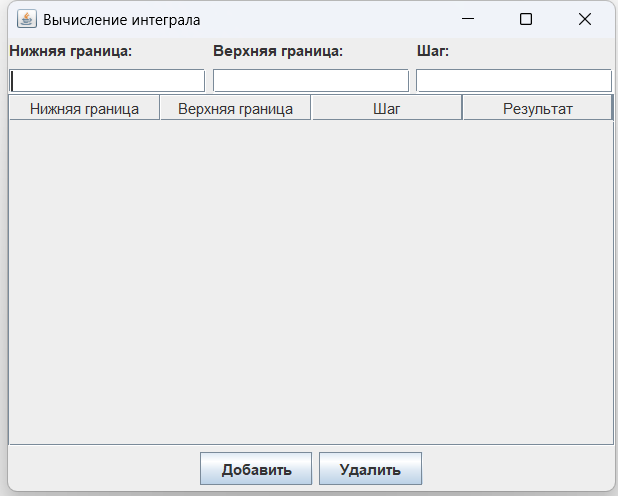 Вычисление интеграла
Нижняя граница: Верхняя граница: Шаг:
Нижняя граница Верхняя граница Шаг Результат
Добавить Удалить